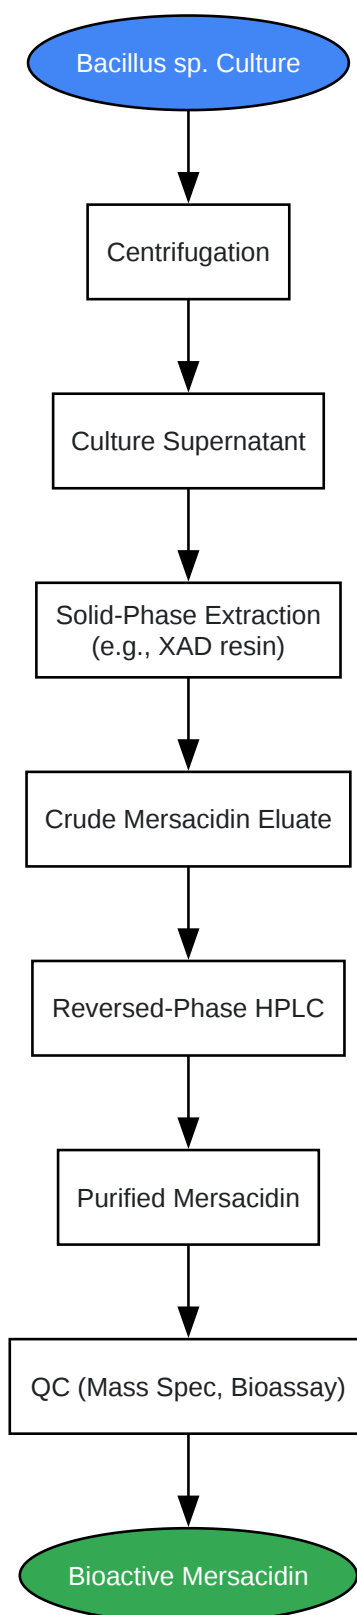 Bacillus sp. Culture
Centrifugation
Culture Supernatant
Solid-Phase Extraction
(e.g., XAD resin)
Crude Mersacidin Eluate
Reversed-Phase HPLC
Purified Mersacidin
QC (Mass Spec, Bioassay)
Bioactive Mersacidin